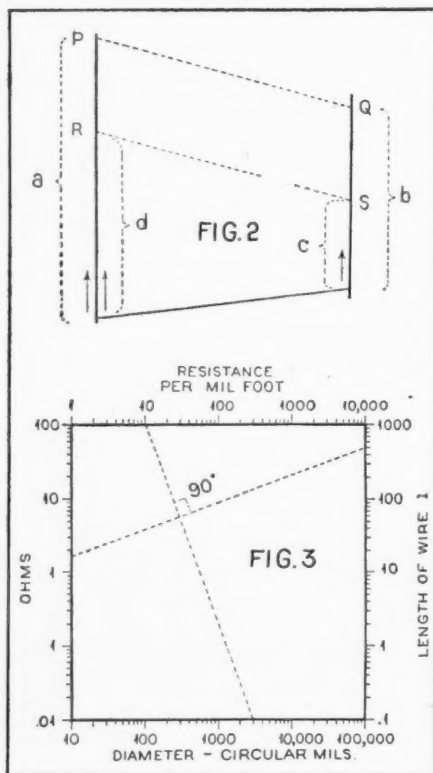 P
Q
R
S
a
b
d
c
FIG. 2
RESISTANCE
PER MIL FOOT
1 10 100 1000 10,000
100 1000
90°
10 100
FIG. 3
OHMS
LENGTH OF WIRE 1
1 10
.1 1
.01 .1
10 100 1000 10,000 100,000
DIAMETER - CIRCULAR MILS.